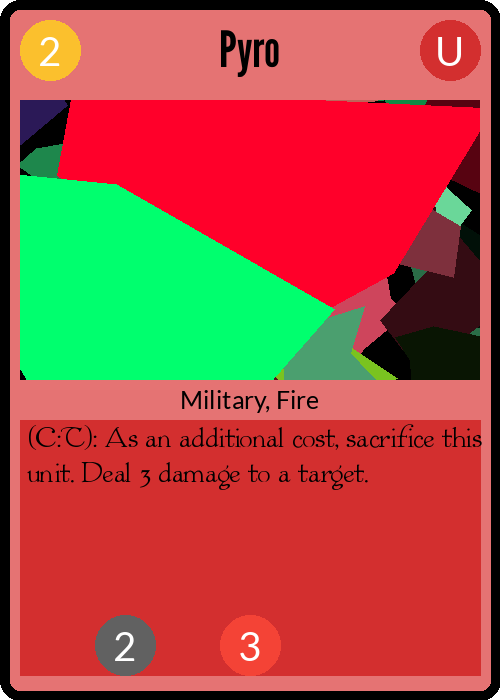 2 Pyro U
Military, Fire
(C:T): As an additional cost, sacrifice this
unit. Deal 3 damage to a target.
2 3